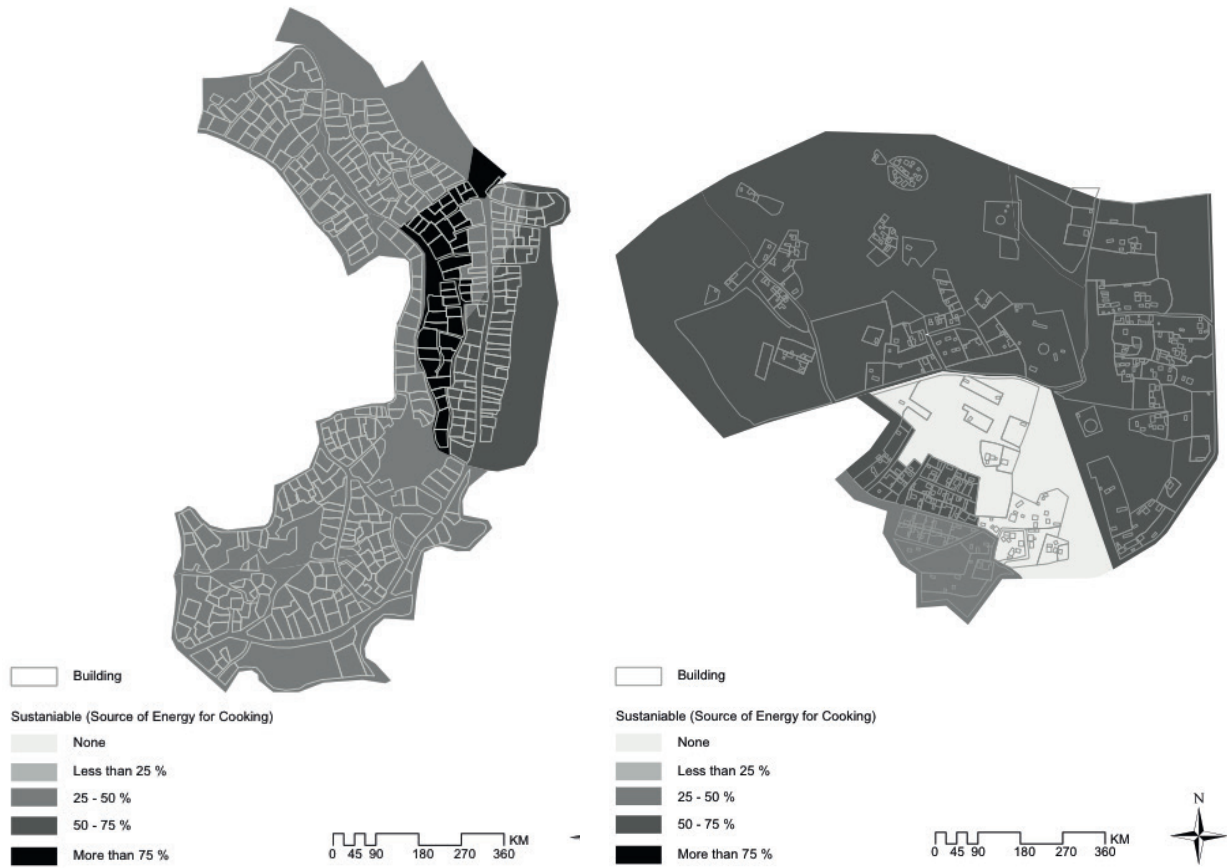 Building
Sustaniable (Source of Energy for Cooking)
None
Less than 25 %
25 - 50 %
50 - 75 %
More than 75 %
KM
0 45 90 180 270 360
Building
Sustaniable (Source of Energy for Cooking)
None
Less than 25 %
25 - 50 %
50 - 75 %
More than 75 %
KM
0 45 90 180 270 360
N